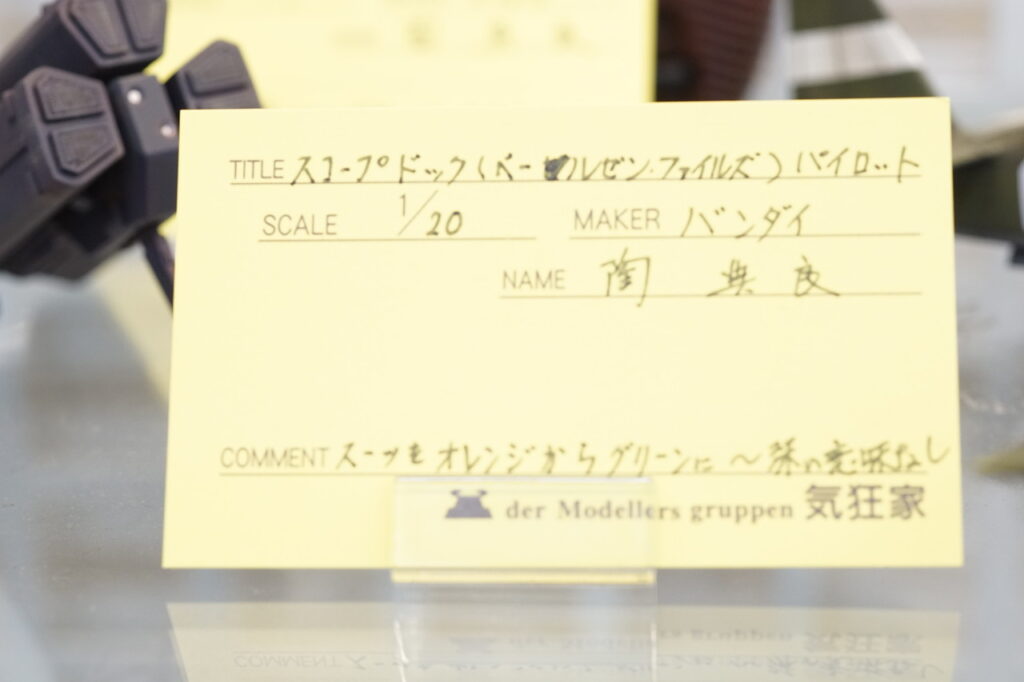 TITLE スコープドック(ペールゼン・ファイルズ)パイロット
SCALE 1/20 MAKER バンダイ
NAME 陶 典良
COMMENT スーツをオレンジからグリーンに〜 の意味なし
der Modellers gruppen 気狂家